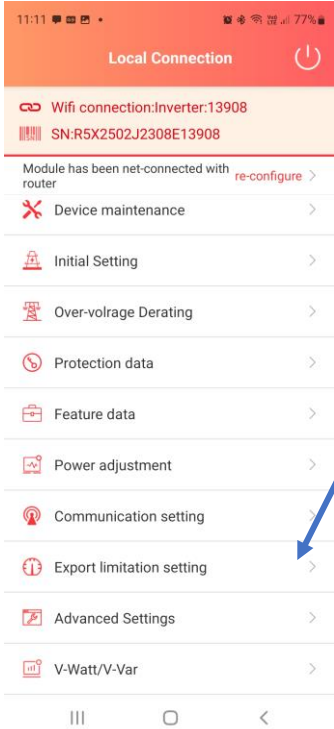 11:11 77%
Local Connection
Wifi connection:Inverter:13908
SN:R5X2502J2308E13908
Module has been net-connected with
router
re-configure
Device maintenance
Initial Setting
Over-volrage Derating
Protection data
Feature data
Power adjustment
Communication setting
Export limitation setting
Advanced Settings
V-Watt/V-Var